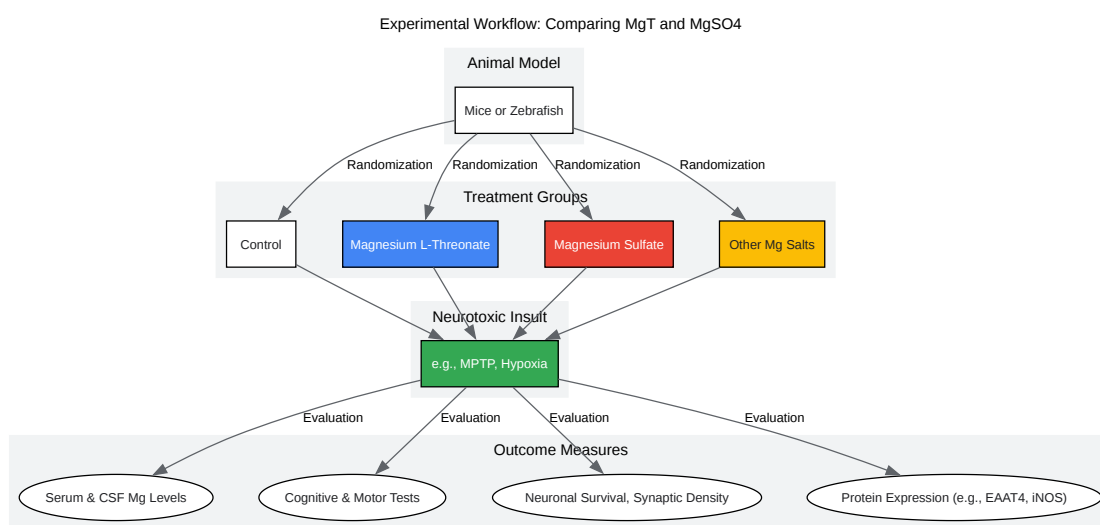 Experimental Workflow: Comparing MgT and MgSO4
Animal Model
Mice or Zebrafish
Randomization
Randomization
Randomization
Randomization
Treatment Groups
Control
Magnesium L-Threonate
Magnesium Sulfate
Other Mg Salts
Neurotoxic Insult
e.g., MPTP, Hypoxia
Evaluation
Evaluation
Evaluation
Evaluation
Outcome Measures
Serum & CSF Mg Levels
Cognitive & Motor Tests
Neuronal Survival, Synaptic Density
Protein Expression (e.g., EAAT4, iNOS)